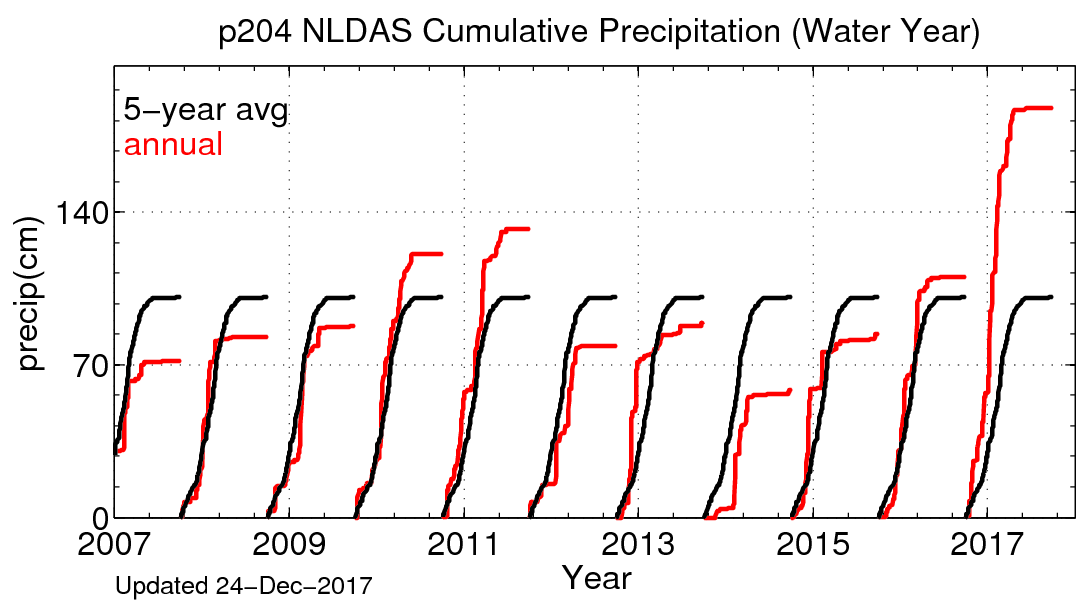 p204 NLDAS Cumulative Precipitation (Water Year)
5−year avg
annual
precip(cm)
140
70
0
2007 2009 2011 2013 2015 2017
Year
Updated 24−Dec−2017